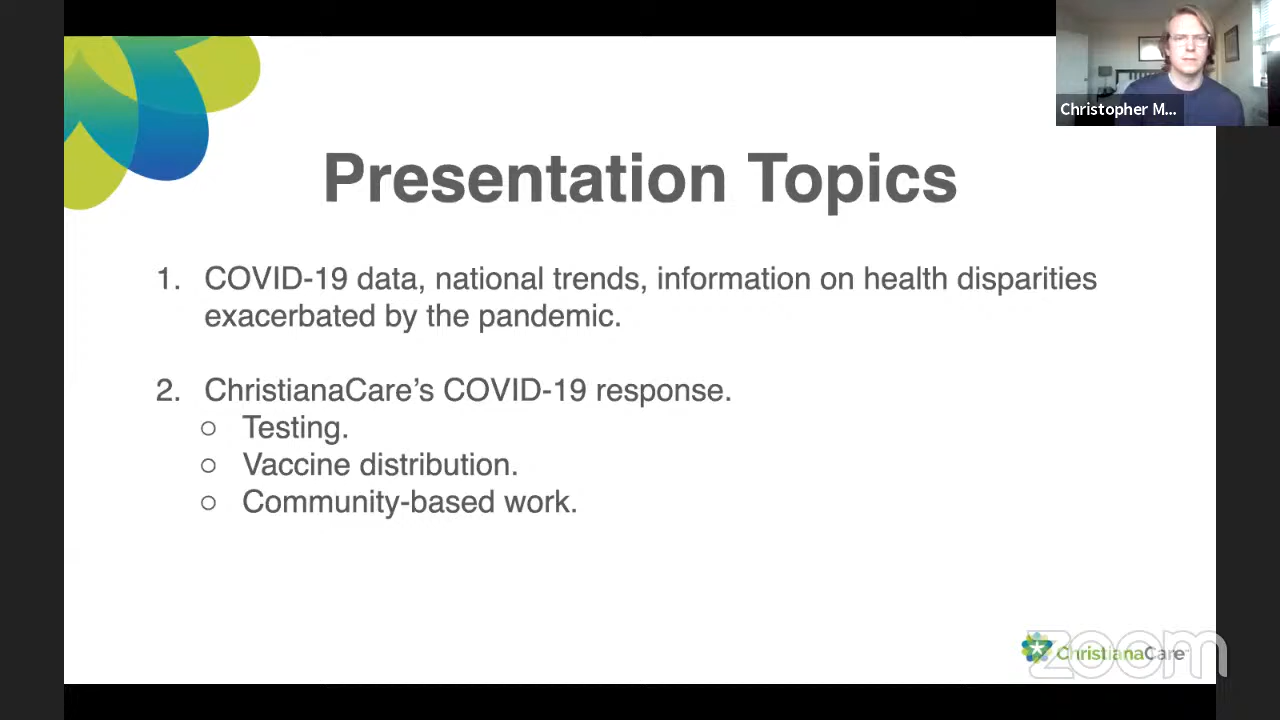 Christopher M...
Presentation Topics
1. COVID-19 data, national trends, information on health disparities
exacerbated by the pandemic.
2. ChristianaCare’s COVID-19 response.
○ Testing.
○ Vaccine distribution.
○ Community-based work.
ChristianaCare™
zoom